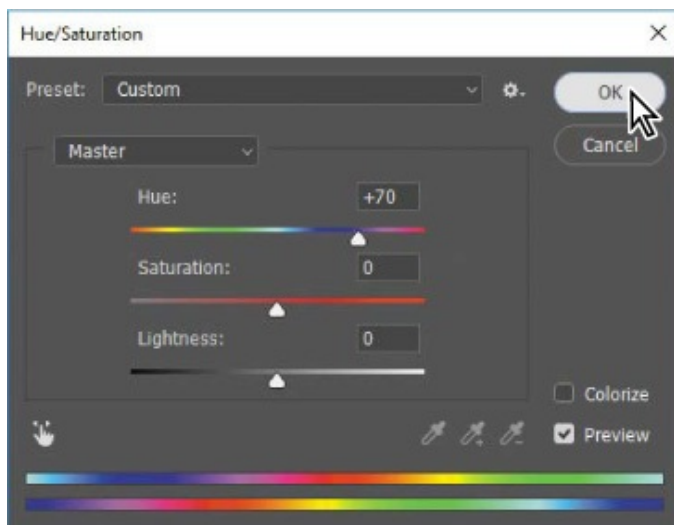 Hue/Saturation
Preset: Custom
OK
Cancel
Master
Hue: +70
Saturation: 0
Lightness: 0
Colorize
Preview